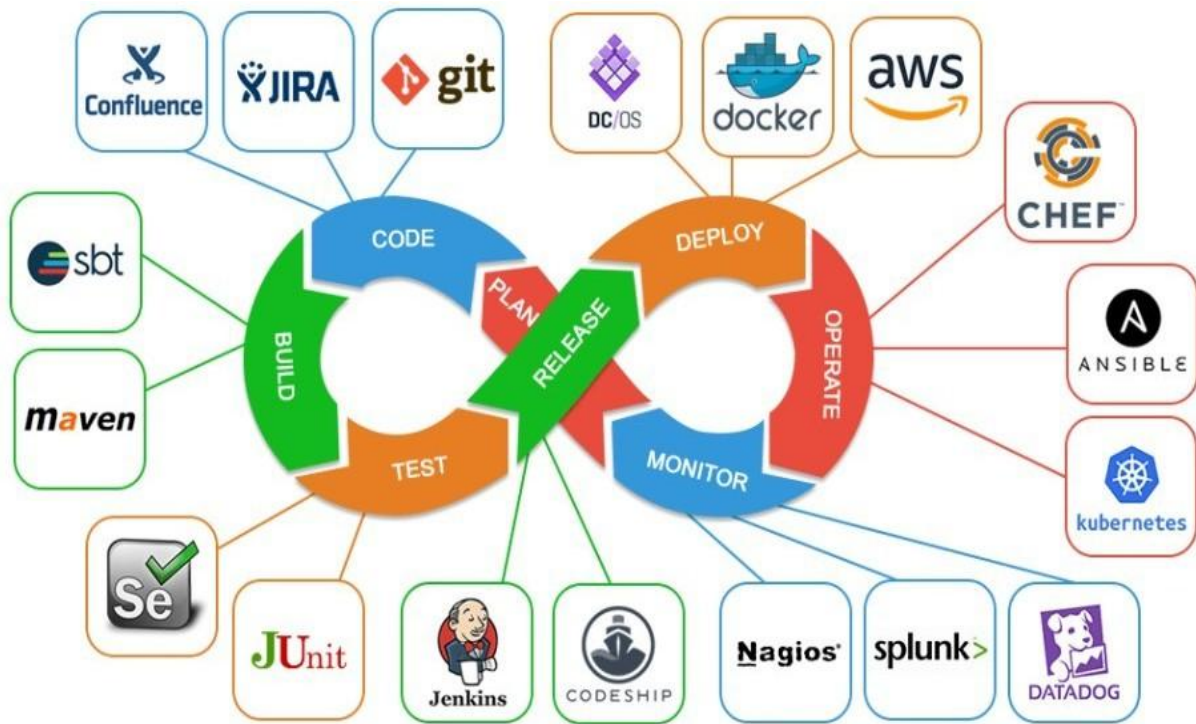 Confluence
JIRA
git
DC/OS
docker
aws
CHEF™
sbt
CODE
PLAN
RELEASE
DEPLOY
OPERATE
ANSIBLE
BUILD
maven
TEST
MONITOR
kubernetes
Se
JUnit
Jenkins
CODESHIP
Nagios®
splunk>
DATADOG